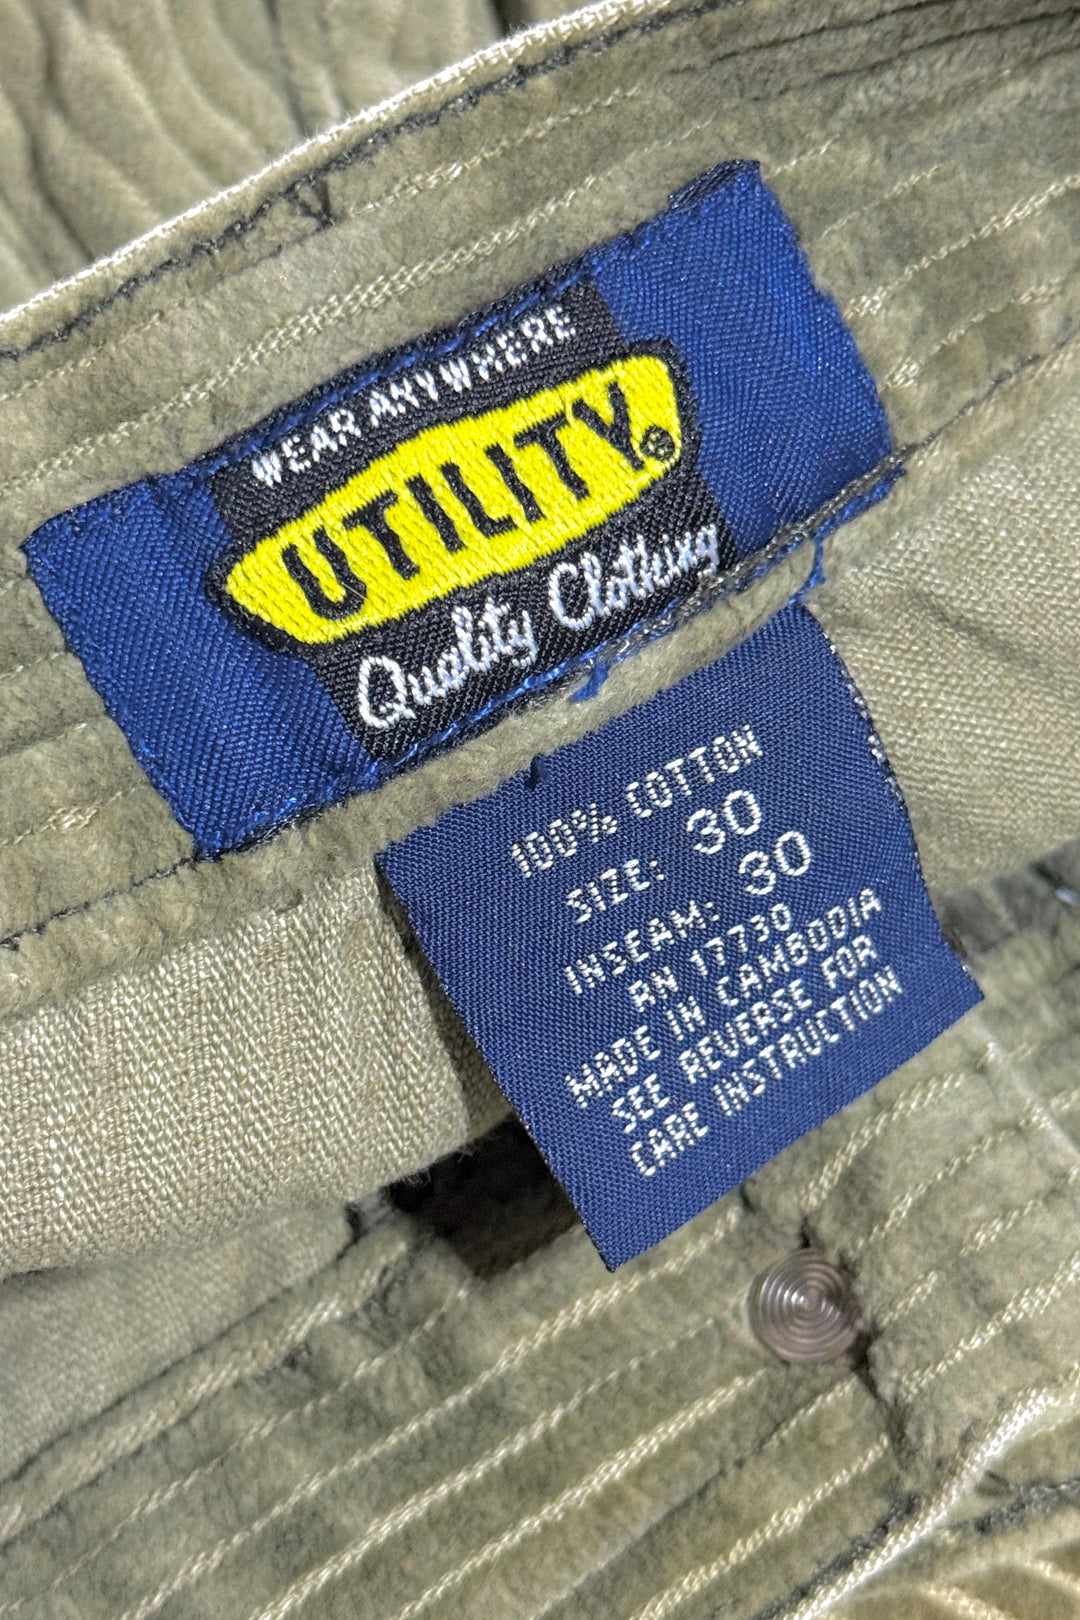 WEAR ANYWHERE
UTILITY®
Quality Clothing
100% COTTON
SIZE: 30
INSEAM: 30
RN 17730
MADE IN CAMBODIA
SEE REVERSE FOR
CARE INSTRUCTION